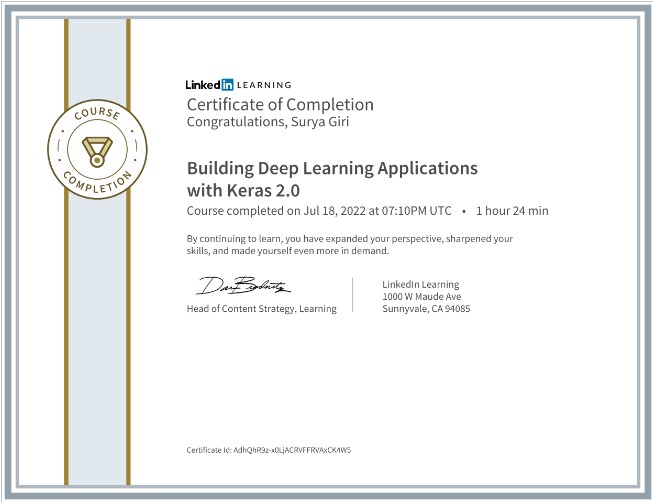 COURSE
COMPLETION
Linked in LEARNING
Certificate of Completion
Congratulations, Surya Giri
Building Deep Learning Applications
with Keras 2.0
Course completed on Jul 18, 2022 at 07:10PM UTC • 1 hour 24 min
By continuing to learn, you have expanded your perspective, sharpened your
skills, and made yourself even more in demand.
Head of Content Strategy, Learning
LinkedIn Learning
1000 W Maude Ave
Sunnyvale, CA 94085
Certificate Id: AdhQhR9z-x0LjACRVFFRVAxCK4W5